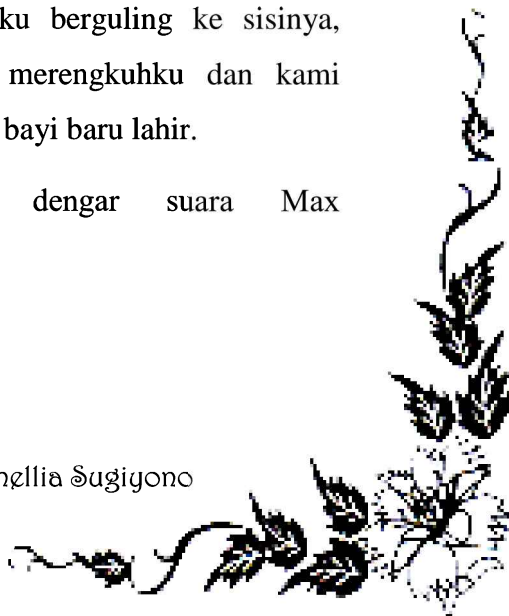 ku berguling ke sisinya,
merengkuhku dan kami
bayi baru lahir.
dengar suara Max
nellia Sugiyono